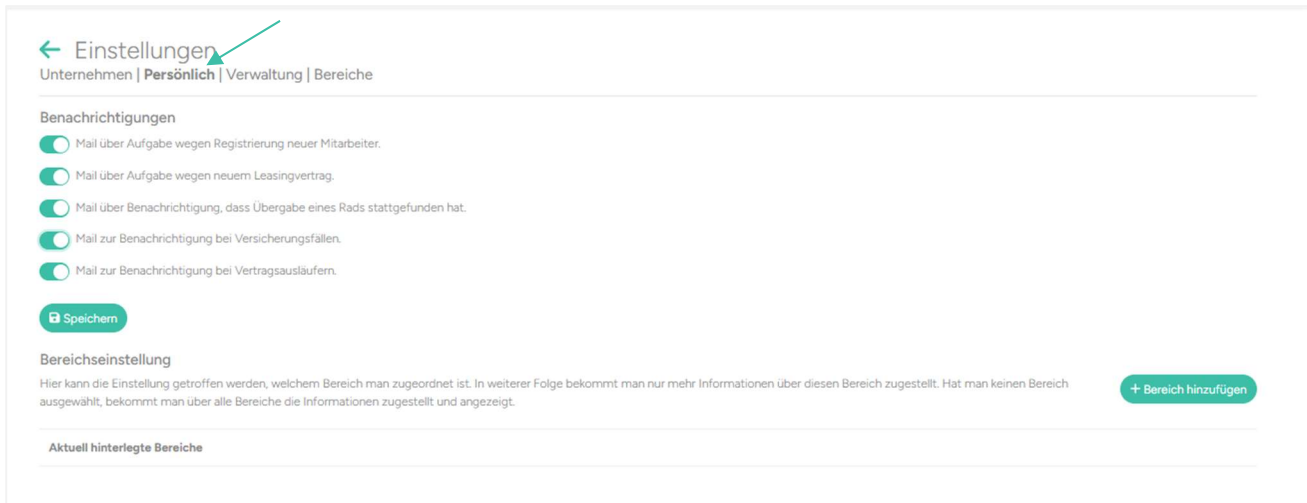 Einstellungen
Unternehmen | Persönlich | Verwaltung | Bereiche
Benachrichtigungen
Mail über Aufgabe wegen Registrierung neuer Mitarbeiter.
Mail über Aufgabe wegen neuem Leasingvertrag.
Mail über Benachrichtigung, dass Übergabe eines Rads stattgefunden hat.
Mail zur Benachrichtigung bei Versicherungsfällen.
Mail zur Benachrichtigung bei Vertragsausläufern.
Speichern
Bereichseinstellung
Hier kann die Einstellung getroffen werden, welchem Bereich man zugeordnet ist. In weiterer Folge bekommt man nur mehr Informationen über diesen Bereich zugestellt. Hat man keinen Bereich
ausgewählt, bekommt man über alle Bereiche die Informationen zugestellt und angezeigt.
+ Bereich hinzufügen
Aktuell hinterlegte Bereiche